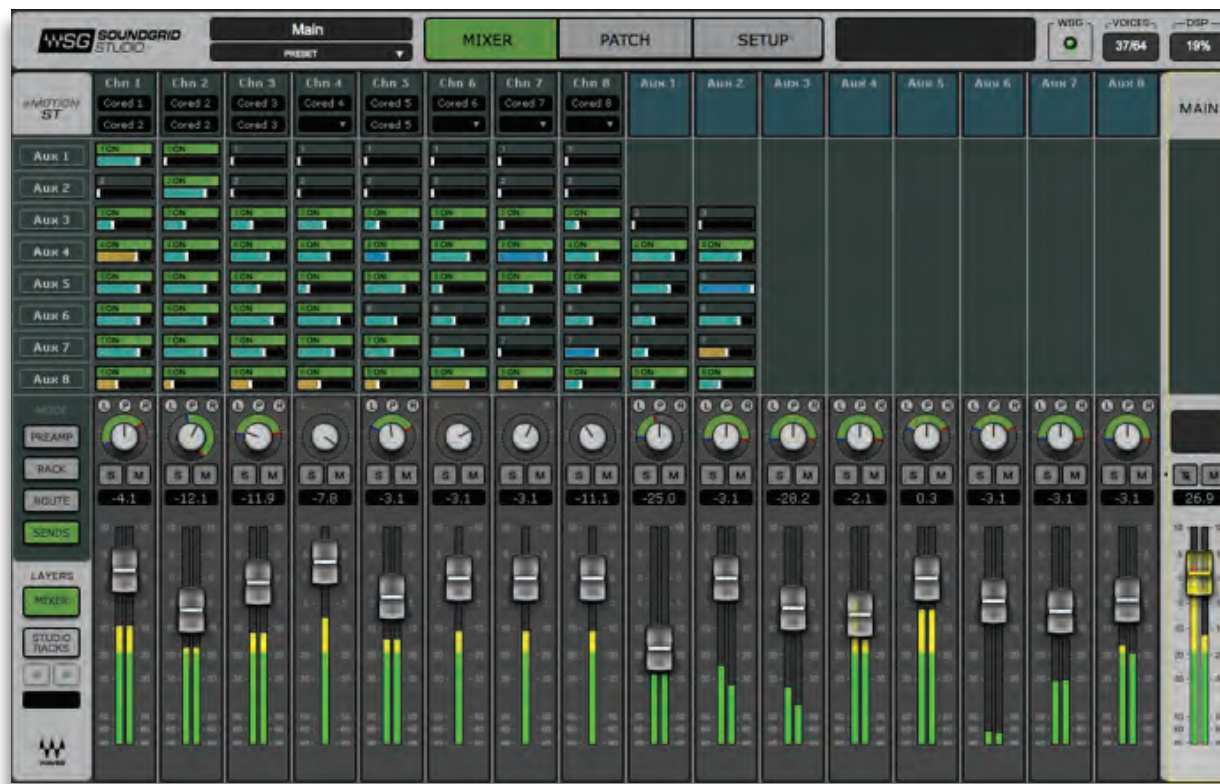 WSG SOUNDGRID STUDIO
Main
PRESET
MIXER
PATCH
SETUP
WSG
VOICES
37/64
DSP
19%
eMOTION ST
Chn 1 Chn 2 Chn 3 Chn 4 Chn 5 Chn 6 Chn 7 Chn 8 Aux 1 Aux 2 Aux 3 Aux 4 Aux 5 Aux 6 Aux 7 Aux 8
MAIN
Cored 1 Cored 2 Cored 3 Cored 4 Cored 5 Cored 6 Cored 7 Cored 8
Cored 2 Cored 2 Cored 3 Cored 5
Aux 1
Aux 2
Aux 3
Aux 4
Aux 5
Aux 6
Aux 7
Aux 8
MODE
PREAMP
RACK
ROUTE
SENDS
S M S M S M S M S M S M S M S M S M S M S M S M S M S M S M S M S M
-4.1 -12.1 -11.9 -7.8 -3.1 -3.1 -3.1 -11.1 -25.0 -3.1 -28.2 -2.1 0.3 -3.1 -3.1 -3.1 26.9
LAYERS
MIXER
STUDIO RACKS
WAVES